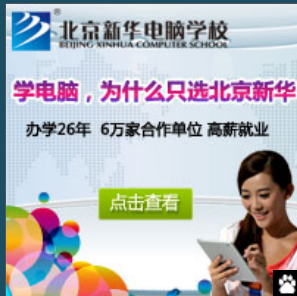 北京新华电脑学校
BEIJING XINHUA COMPUTER SCHOOL
学电脑，为什么只选北京新华
办学26年 6万家合作单位 高薪就业
点击查看